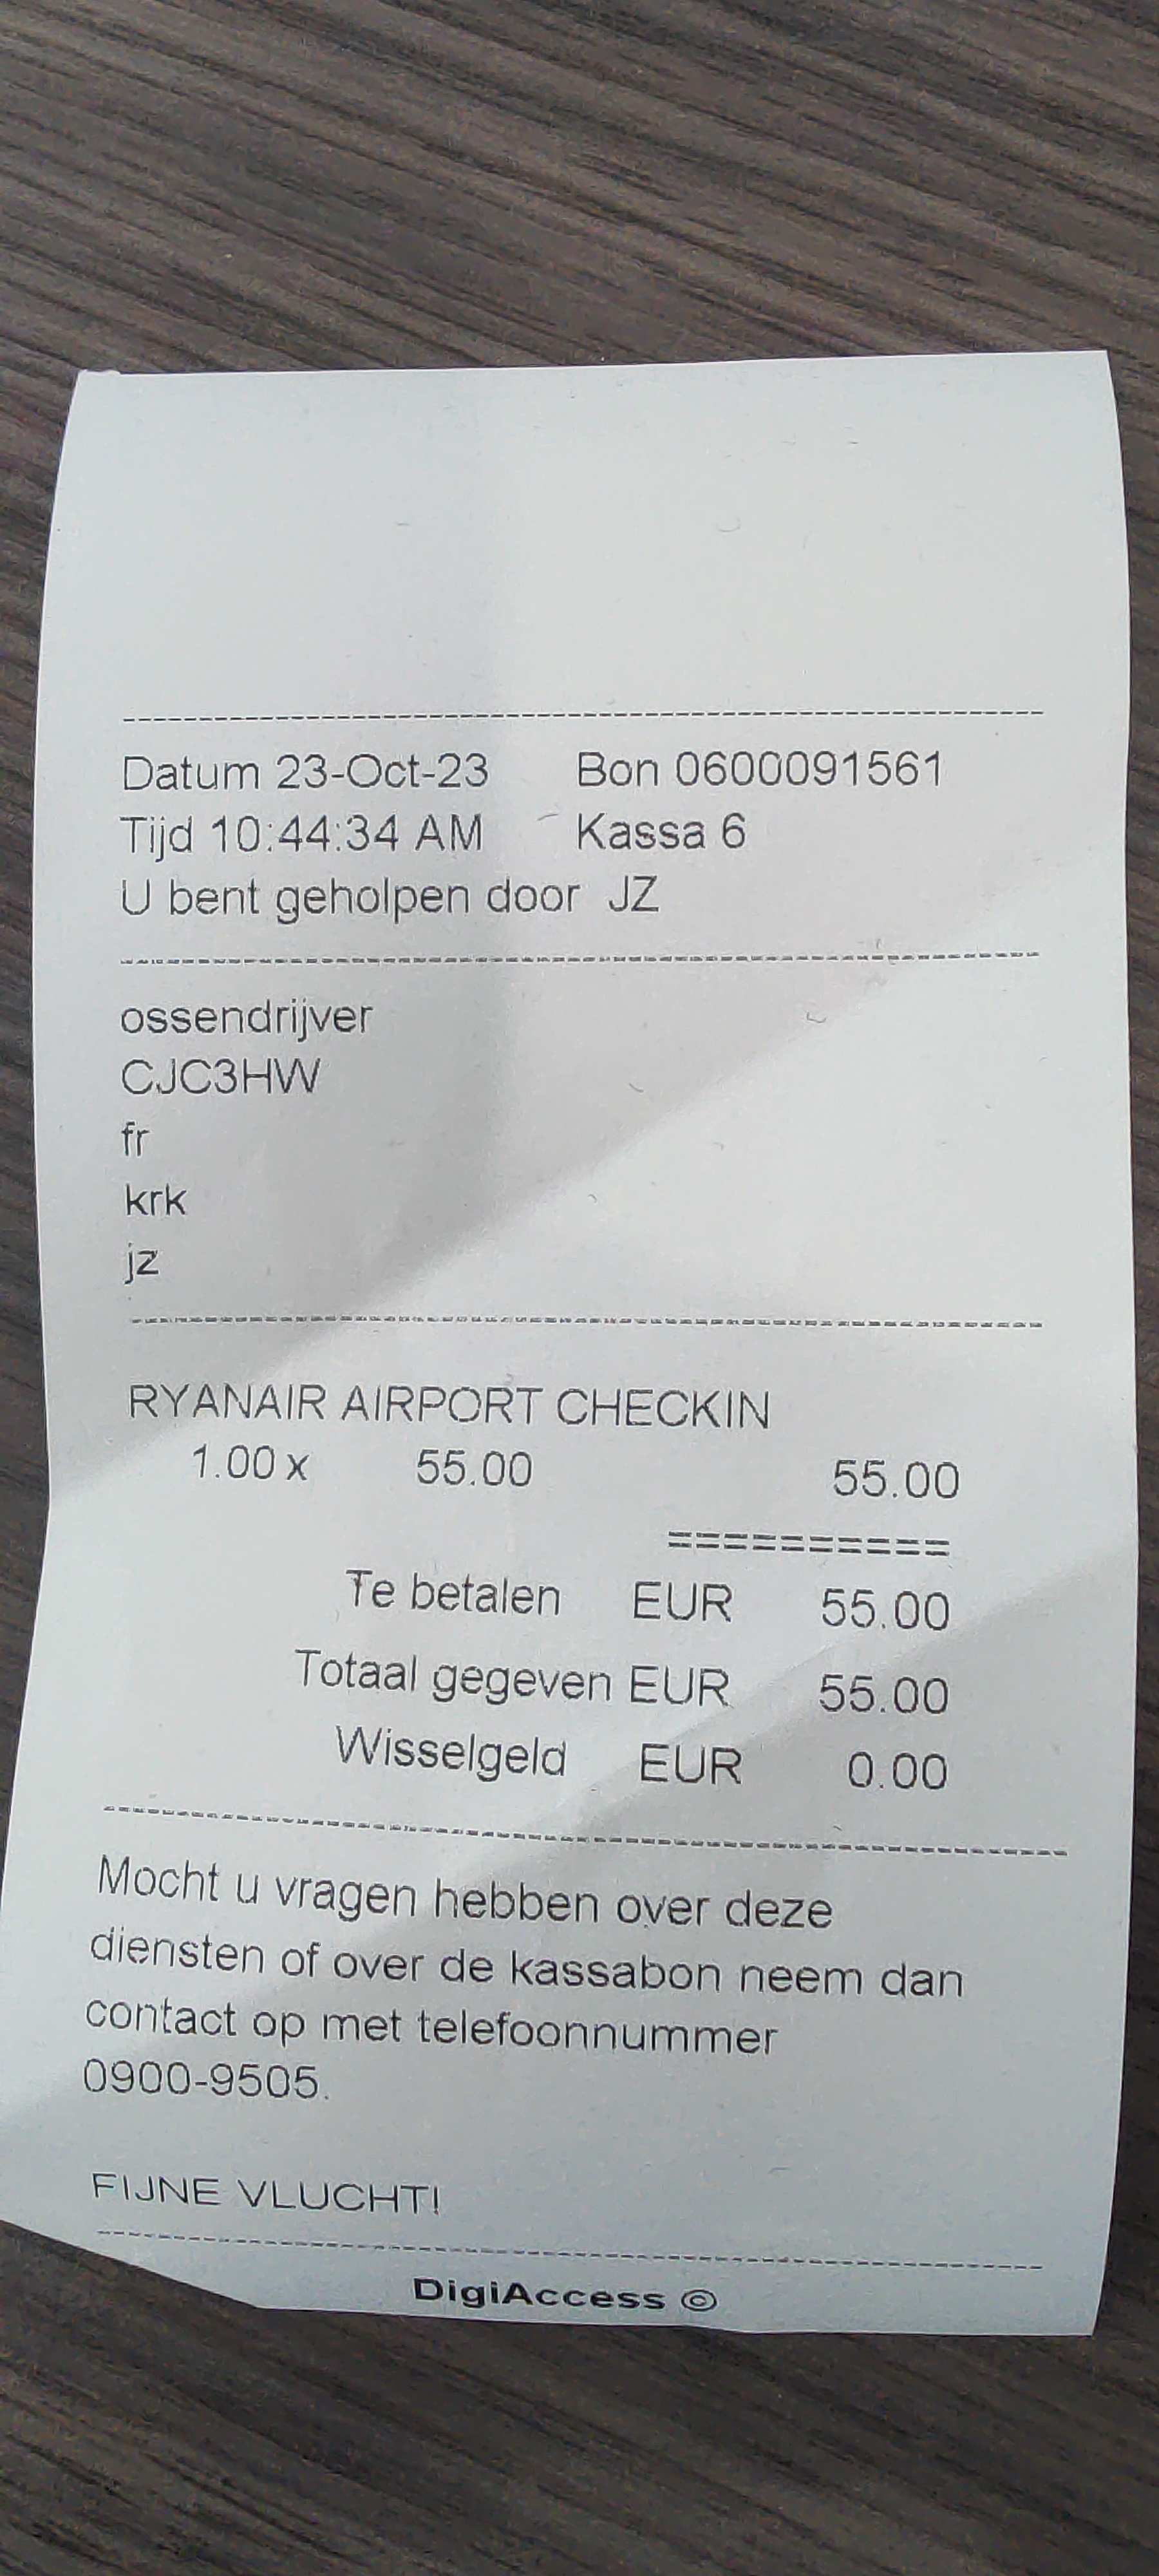 Datum 23-Oct-23 Bon 0600091561
Tijd 10:44:34 AM Kassa 6
U bent geholpen door JZ
ossendrijver
CJC3HW
fr
krk
jz
RYANAIR AIRPORT CHECKIN
1.00 x 55.00 55.00
==========
Te betalen EUR 55.00
Totaal gegeven EUR 55.00
Wisselgeld EUR 0.00
Mocht u vragen hebben over deze
diensten of over de kassabon neem dan
contact op met telefoonnummer
0900-9505.
FIJNE VLUCHT!
DigiAccess ©